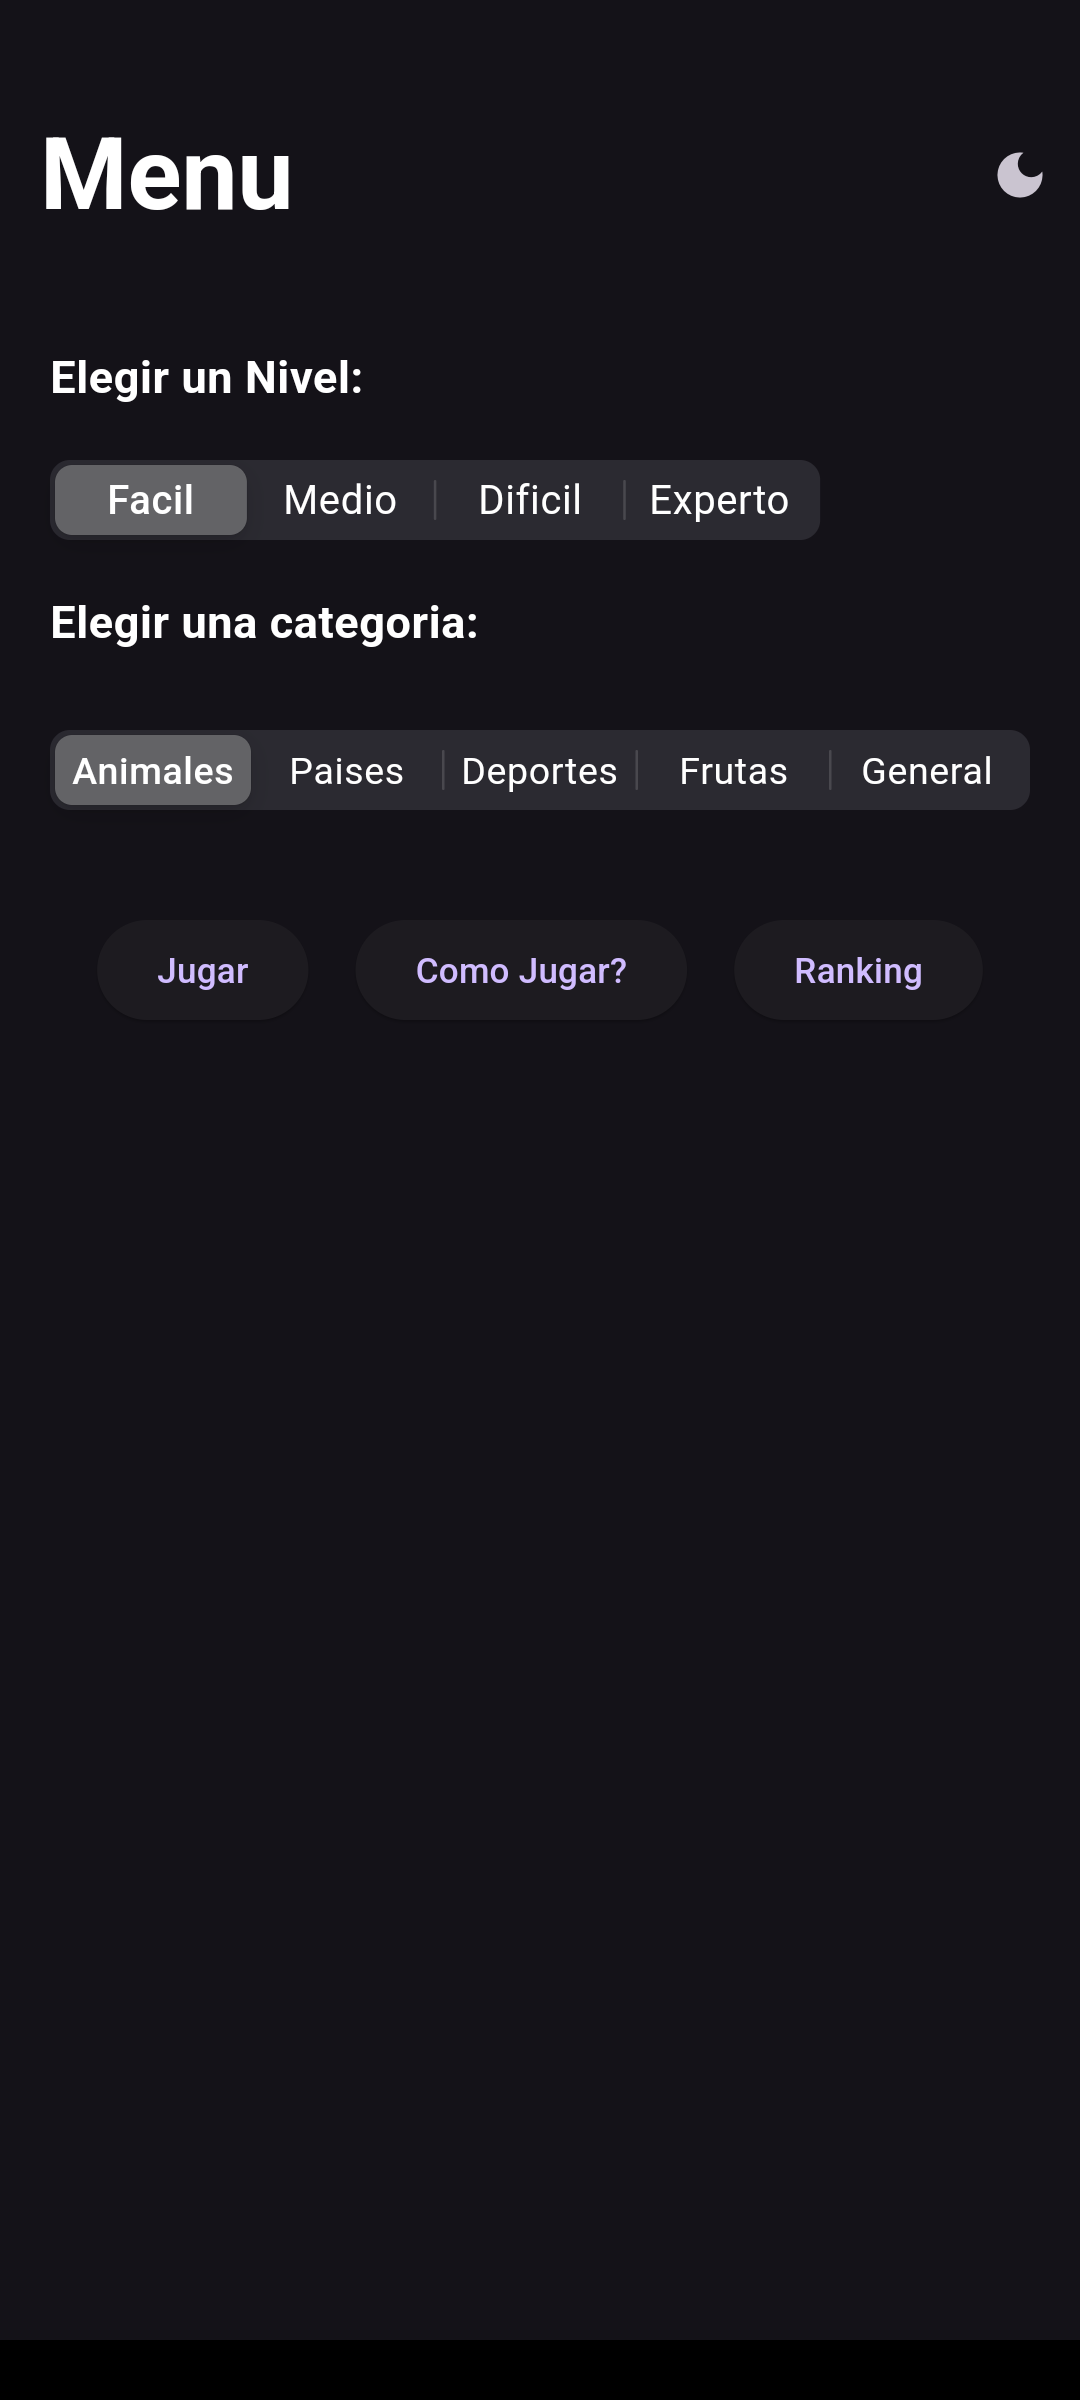 Menu
Elegir un Nivel:
Facil Medio Dificil Experto
Elegir una categoria:
Animales Paises Deportes Frutas General
Jugar Como Jugar? Ranking